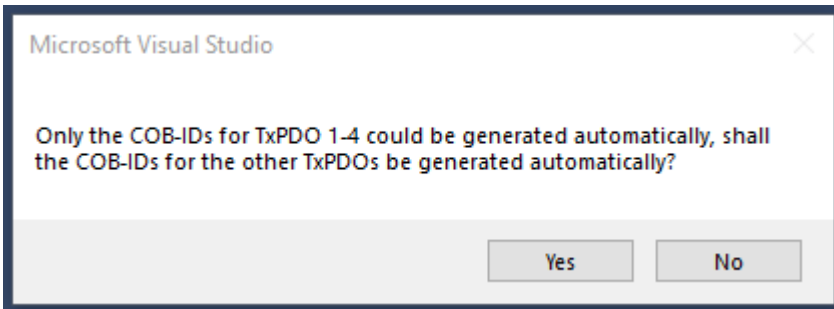 Microsoft Visual Studio
Only the COB-IDs for TxPDO 1-4 could be generated automatically, shall
the COB-IDs for the other TxPDOs be generated automatically?
Yes
No